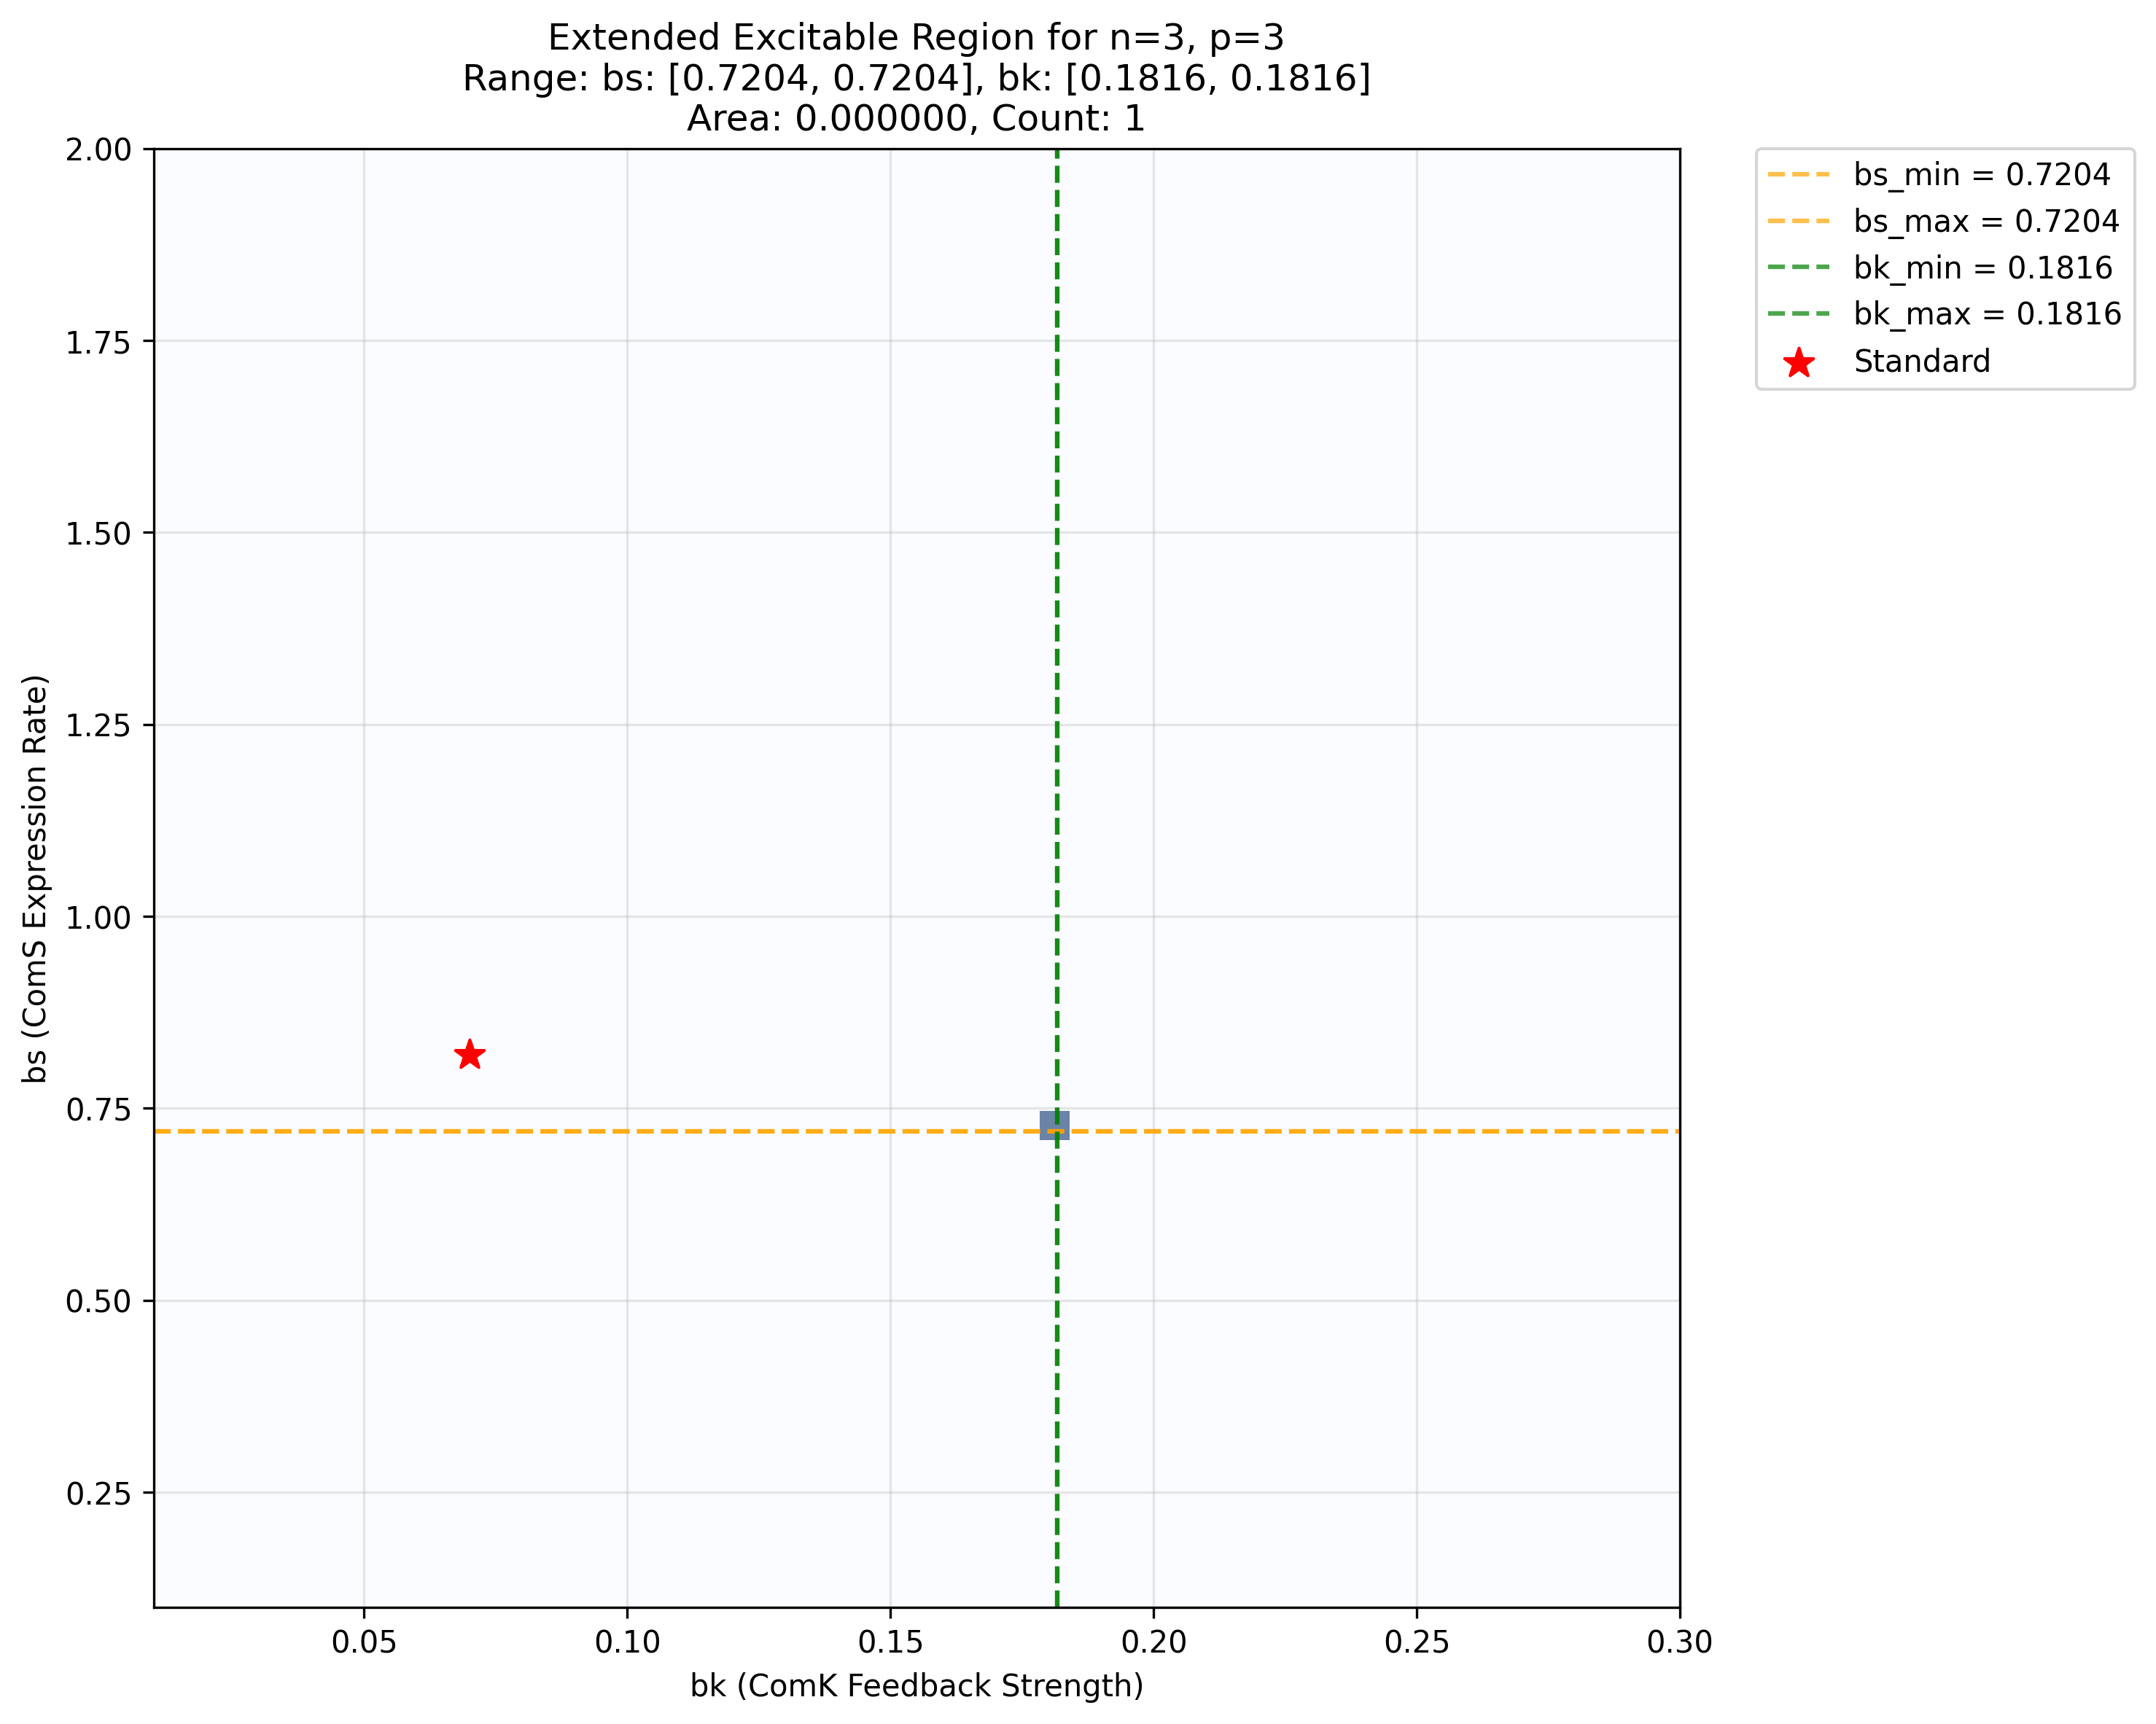 Extended Excitable Region for n=3, p=3
Range: bs: [0.7204, 0.7204], bk: [0.1816, 0.1816]
Area: 0.000000, Count: 1
bs_min = 0.7204
bs_max = 0.7204
bk_min = 0.1816
bk_max = 0.1816
Standard
bs (ComS Expression Rate)
2.00
1.75
1.50
1.25
1.00
0.75
0.50
0.25
0.05
0.10
0.15
0.20
0.25
0.30
bk (ComK Feedback Strength)